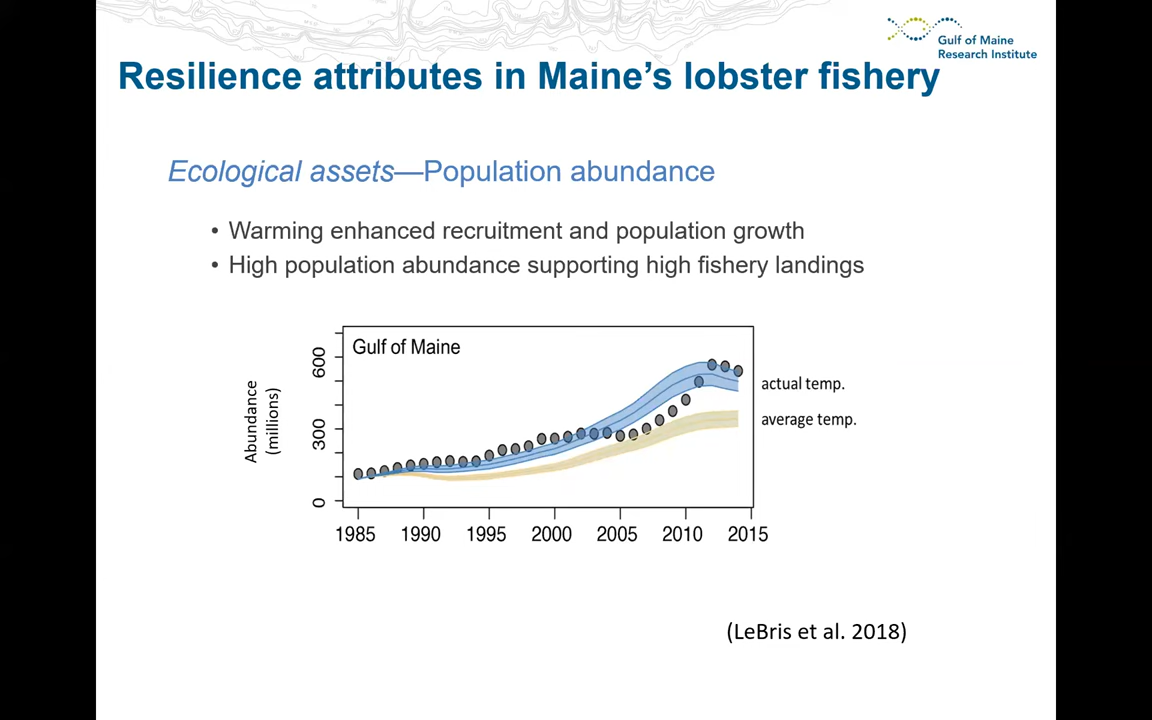 Gulf of Maine
Research Institute
Resilience attributes in Maine’s lobster fishery
Ecological assets—Population abundance
• Warming enhanced recruitment and population growth
• High population abundance supporting high fishery landings
Gulf of Maine
Abundance
(millions)
600
300
0
actual temp.
average temp.
1985 1990 1995 2000 2005 2010 2015
(LeBris et al. 2018)